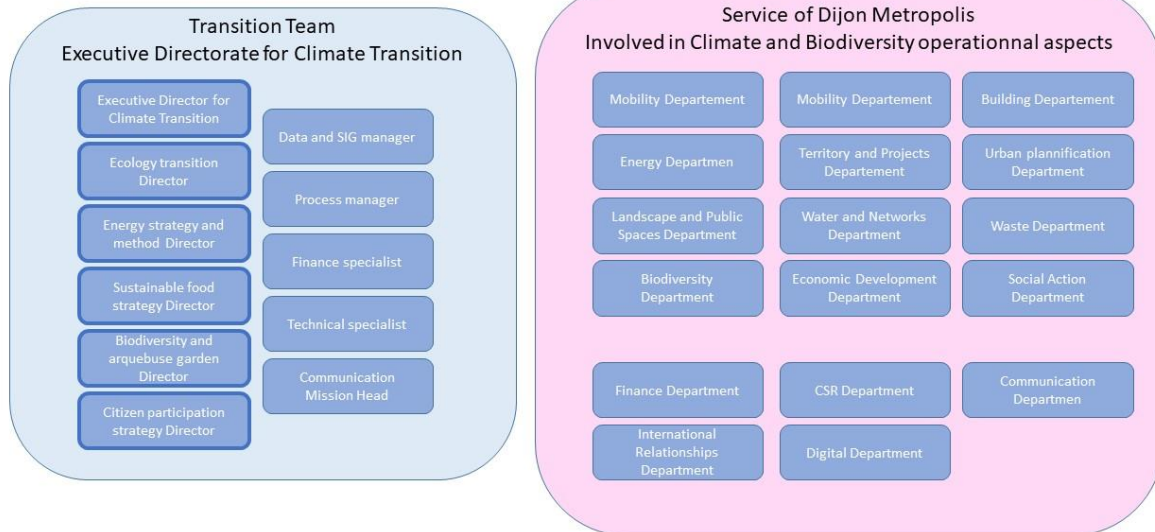 Transition Team
Executive Directorate for Climate Transition
Executive Director for
Climate Transition
Ecology transition
Director
Energy strategy and
method Director
Sustainable food
strategy Director
Biodiversity and
arquebuse garden
Director
Citizen participation
strategy Director
Data and SIG manager
Process manager
Finance specialist
Technical specialist
Communication
Mission Head
Service of Dijon Metropolis
Involved in Climate and Biodiversity operationnal aspects
Mobility Departement
Mobility Departement
Building Departement
Energy Departmen
Territory and Projects
Departement
Urban plannification
Department
Landscape and Public
Spaces Department
Water and Networks
Department
Waste Department
Biodiversity
Department
Economic Development
Department
Social Action
Department
Finance Department
CSR Department
Communication
Departmen
International
Relationships
Department
Digital Department